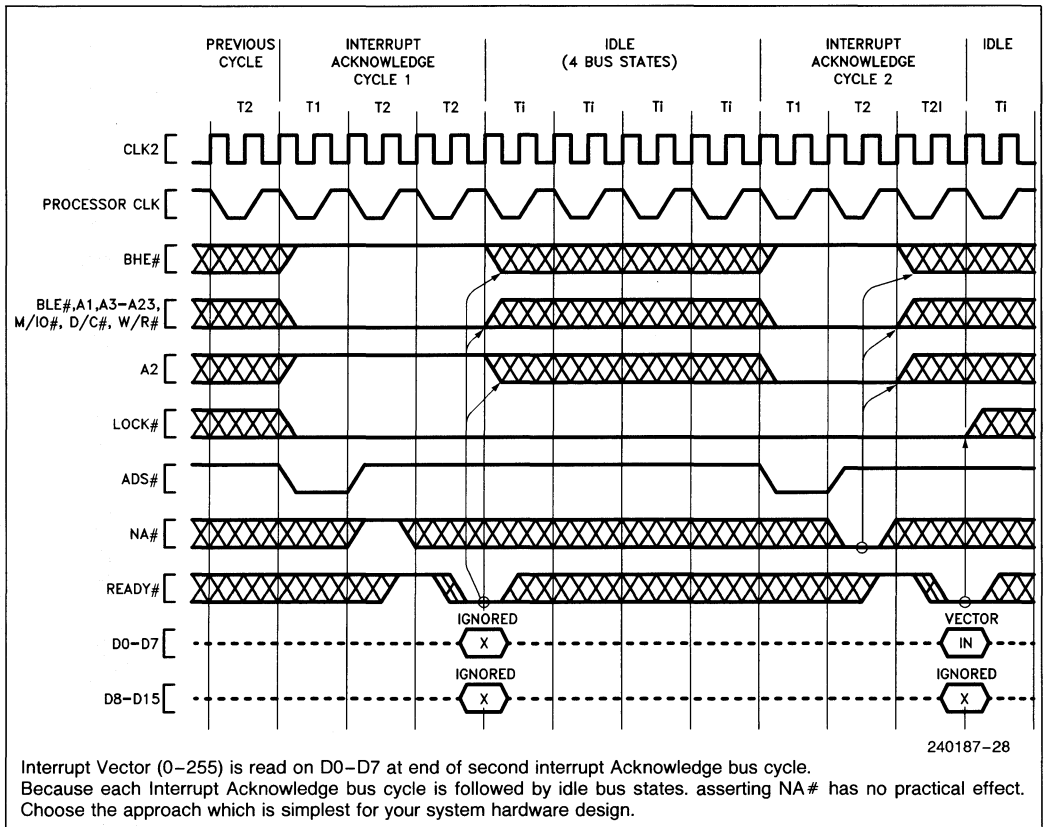 PREVIOUS CYCLE
INTERRUPT ACKNOWLEDGE CYCLE 1
IDLE (4 BUS STATES)
INTERRUPT ACKNOWLEDGE CYCLE 2
IDLE
T2 T1 T2 T2 Ti Ti Ti Ti T1 T2 T2I Ti
CLK2
PROCESSOR CLK
BHE#
BLE#,A1,A3-A23,
M/IO#, D/C#, W/R#
A2
LOCK#
ADS#
NA#
READY#
IGNORED VECTOR
D0-D7 X IN
IGNORED IGNORED
D8-D15 X X
240187-28
Interrupt Vector (0-255) is read on D0-D7 at end of second interrupt Acknowledge bus cycle.
Because each Interrupt Acknowledge bus cycle is followed by idle bus states. asserting NA# has no practical effect.
Choose the approach which is simplest for your system hardware design.